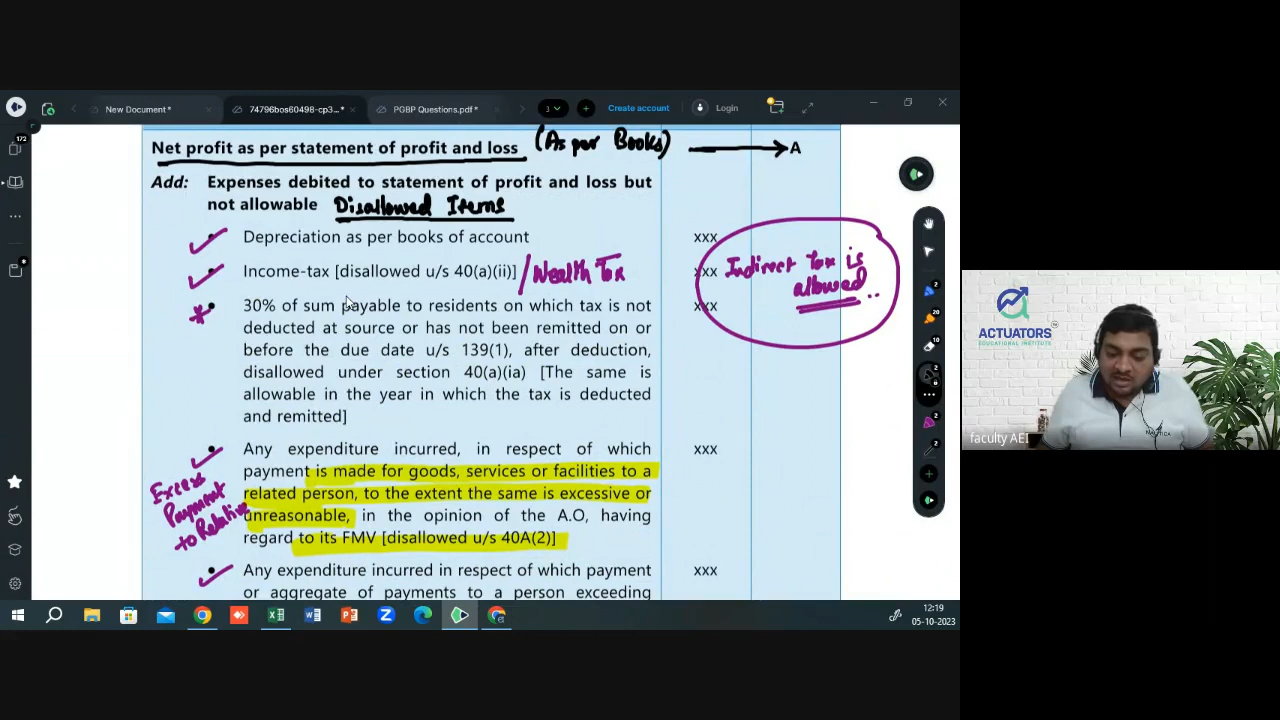 New Document*
74796bos60498-cp3...*
PGBP Questions.pdf*
3
Create account
Login
172
Net profit as per statement of profit and loss (As per Books) A
Add: Expenses debited to statement of profit and loss but
not allowable Disallowed Items
Depreciation as per books of account xxx
Income-tax [disallowed u/s 40(a)(ii)] / Wealth Tax xxx
Indirect tax is
allowed..
30% of sum payable to residents on which tax is not xxx
deducted at source or has not been remitted on or
before the due date u/s 139(1), after deduction,
disallowed under section 40(a)(ia) [The same is
allowable in the year in which the tax is deducted
and remitted]
Any expenditure incurred, in respect of which xxx
payment is made for goods, services or facilities to a
related person, to the extent the same is excessive or
unreasonable, in the opinion of the A.O, having
regard to its FMV [disallowed u/s 40A(2)]
Excess
Payment
to Relative
Any expenditure incurred in respect of which payment xxx
or aggregate of payments to a person exceeding
2
20
10
2
2
2
12:19
05-10-2023
ACTUATORS
EDUCATIONAL INSTITUTE
NAUTICA
faculty AEI